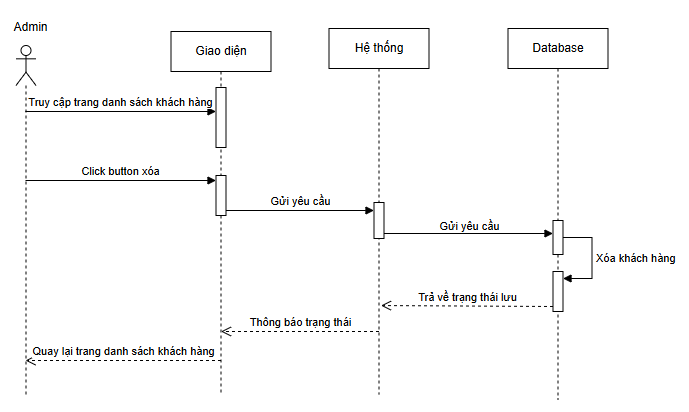 Admin
Giao diện
Hệ thống
Database
Truy cập trang danh sách khách hàng
Click button xóa
Gửi yêu cầu
Gửi yêu cầu
Xóa khách hàng
Trả về trạng thái lưu
Thông báo trạng thái
Quay lại trang danh sách khách hàng